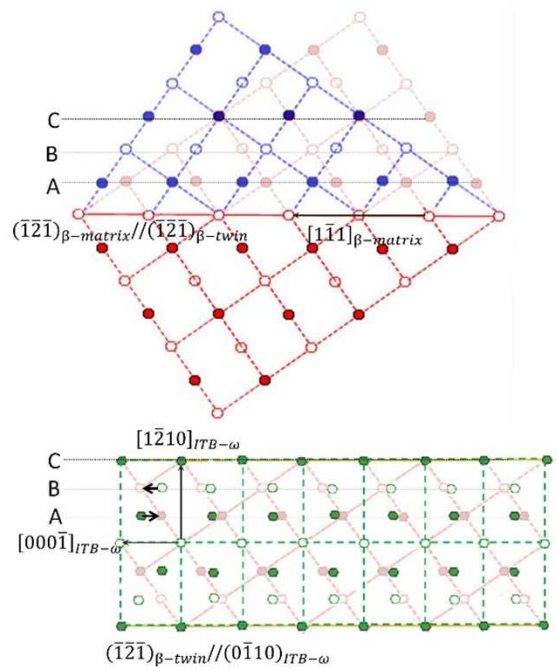 C
B
A
(1̄2̄1̄)β−matrix//(1̄2̄1̄)β−twin [11̄1]β−matrix
[12̄10]ITB−ω
C
B
A
[0001̄]ITB−ω
(1̄2̄1̄)β−twin//(01̄10)ITB−ω